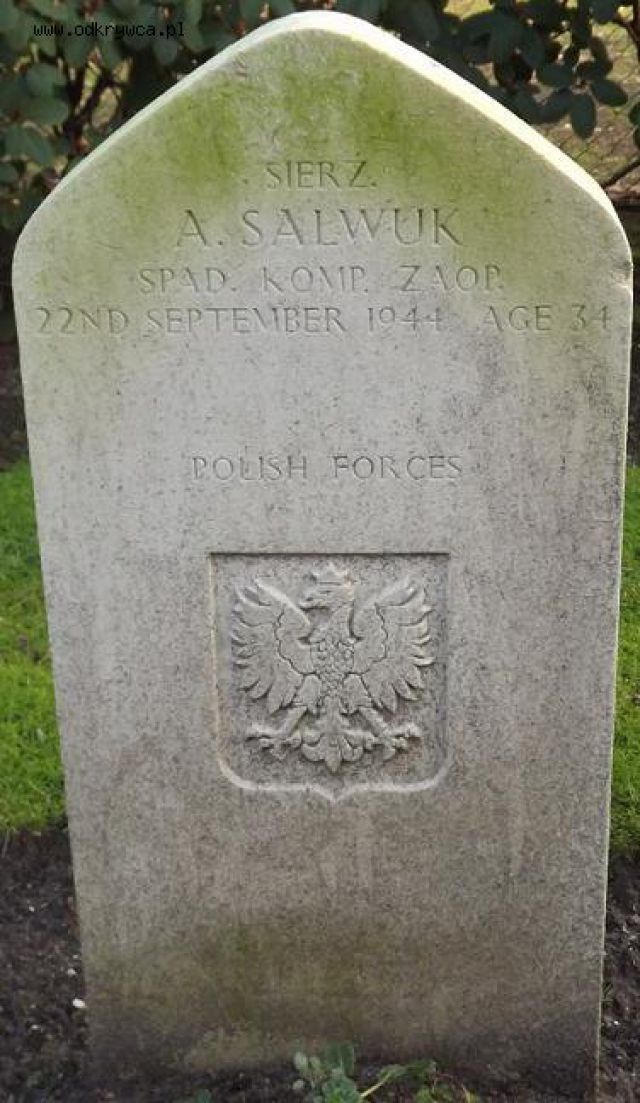 www.odkrywca.pl
SIERZ.
A. SALWUK
SPAD. KOMP. ZAOP.
22ND SEPTEMBER 1944 AGE 34
POLISH FORCES